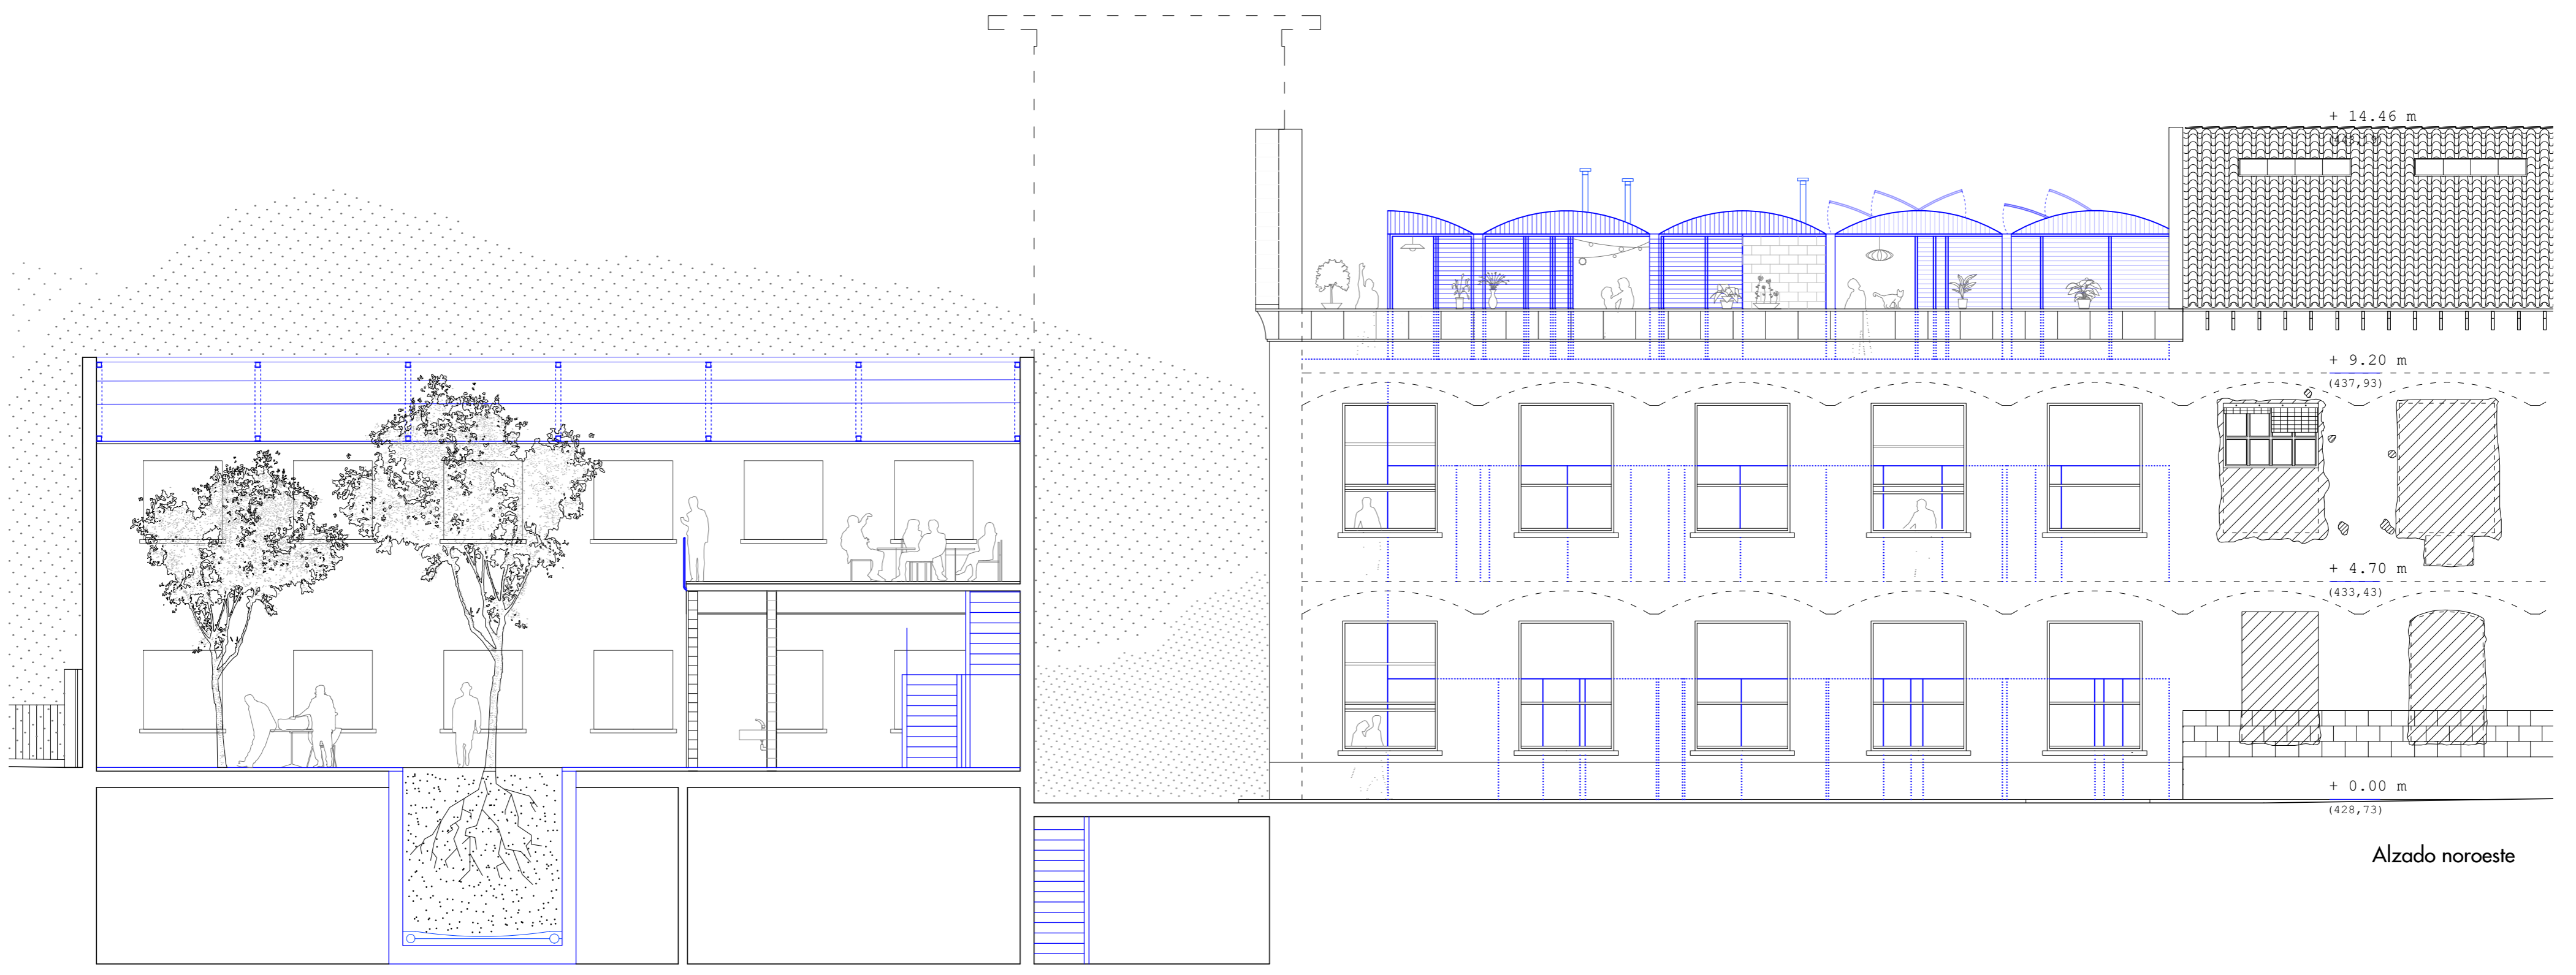 + 14.46 m
+ 9.20 m
(437,93)
+ 4.70 m
(433,43)
+ 0.00 m
(428,73)
Alzado noroeste